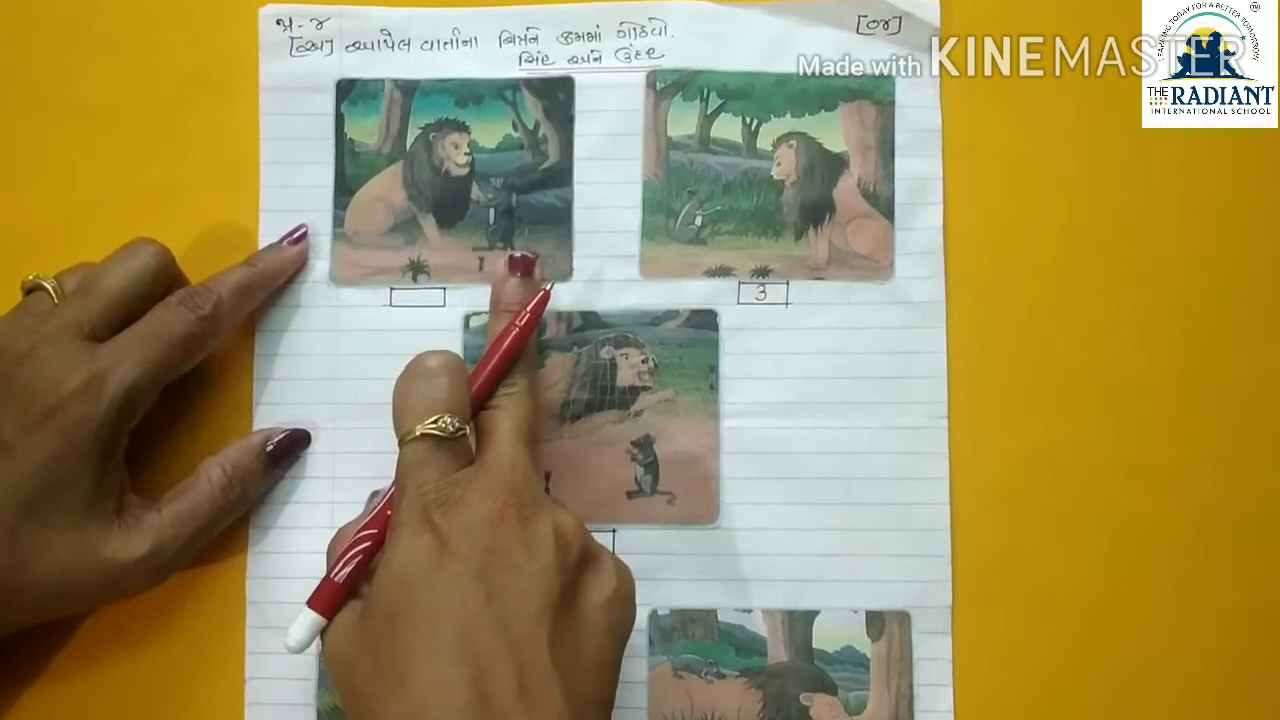 પ્ર-૪ [૦૪]
[અ] આપેલ વાર્તાના ચિત્રને ક્રમમાં ગોઠવો.
સિંહ અને ઉંદર
Made with KINEMASTER
THE RADIANT
INTERNATIONAL SCHOOL
3